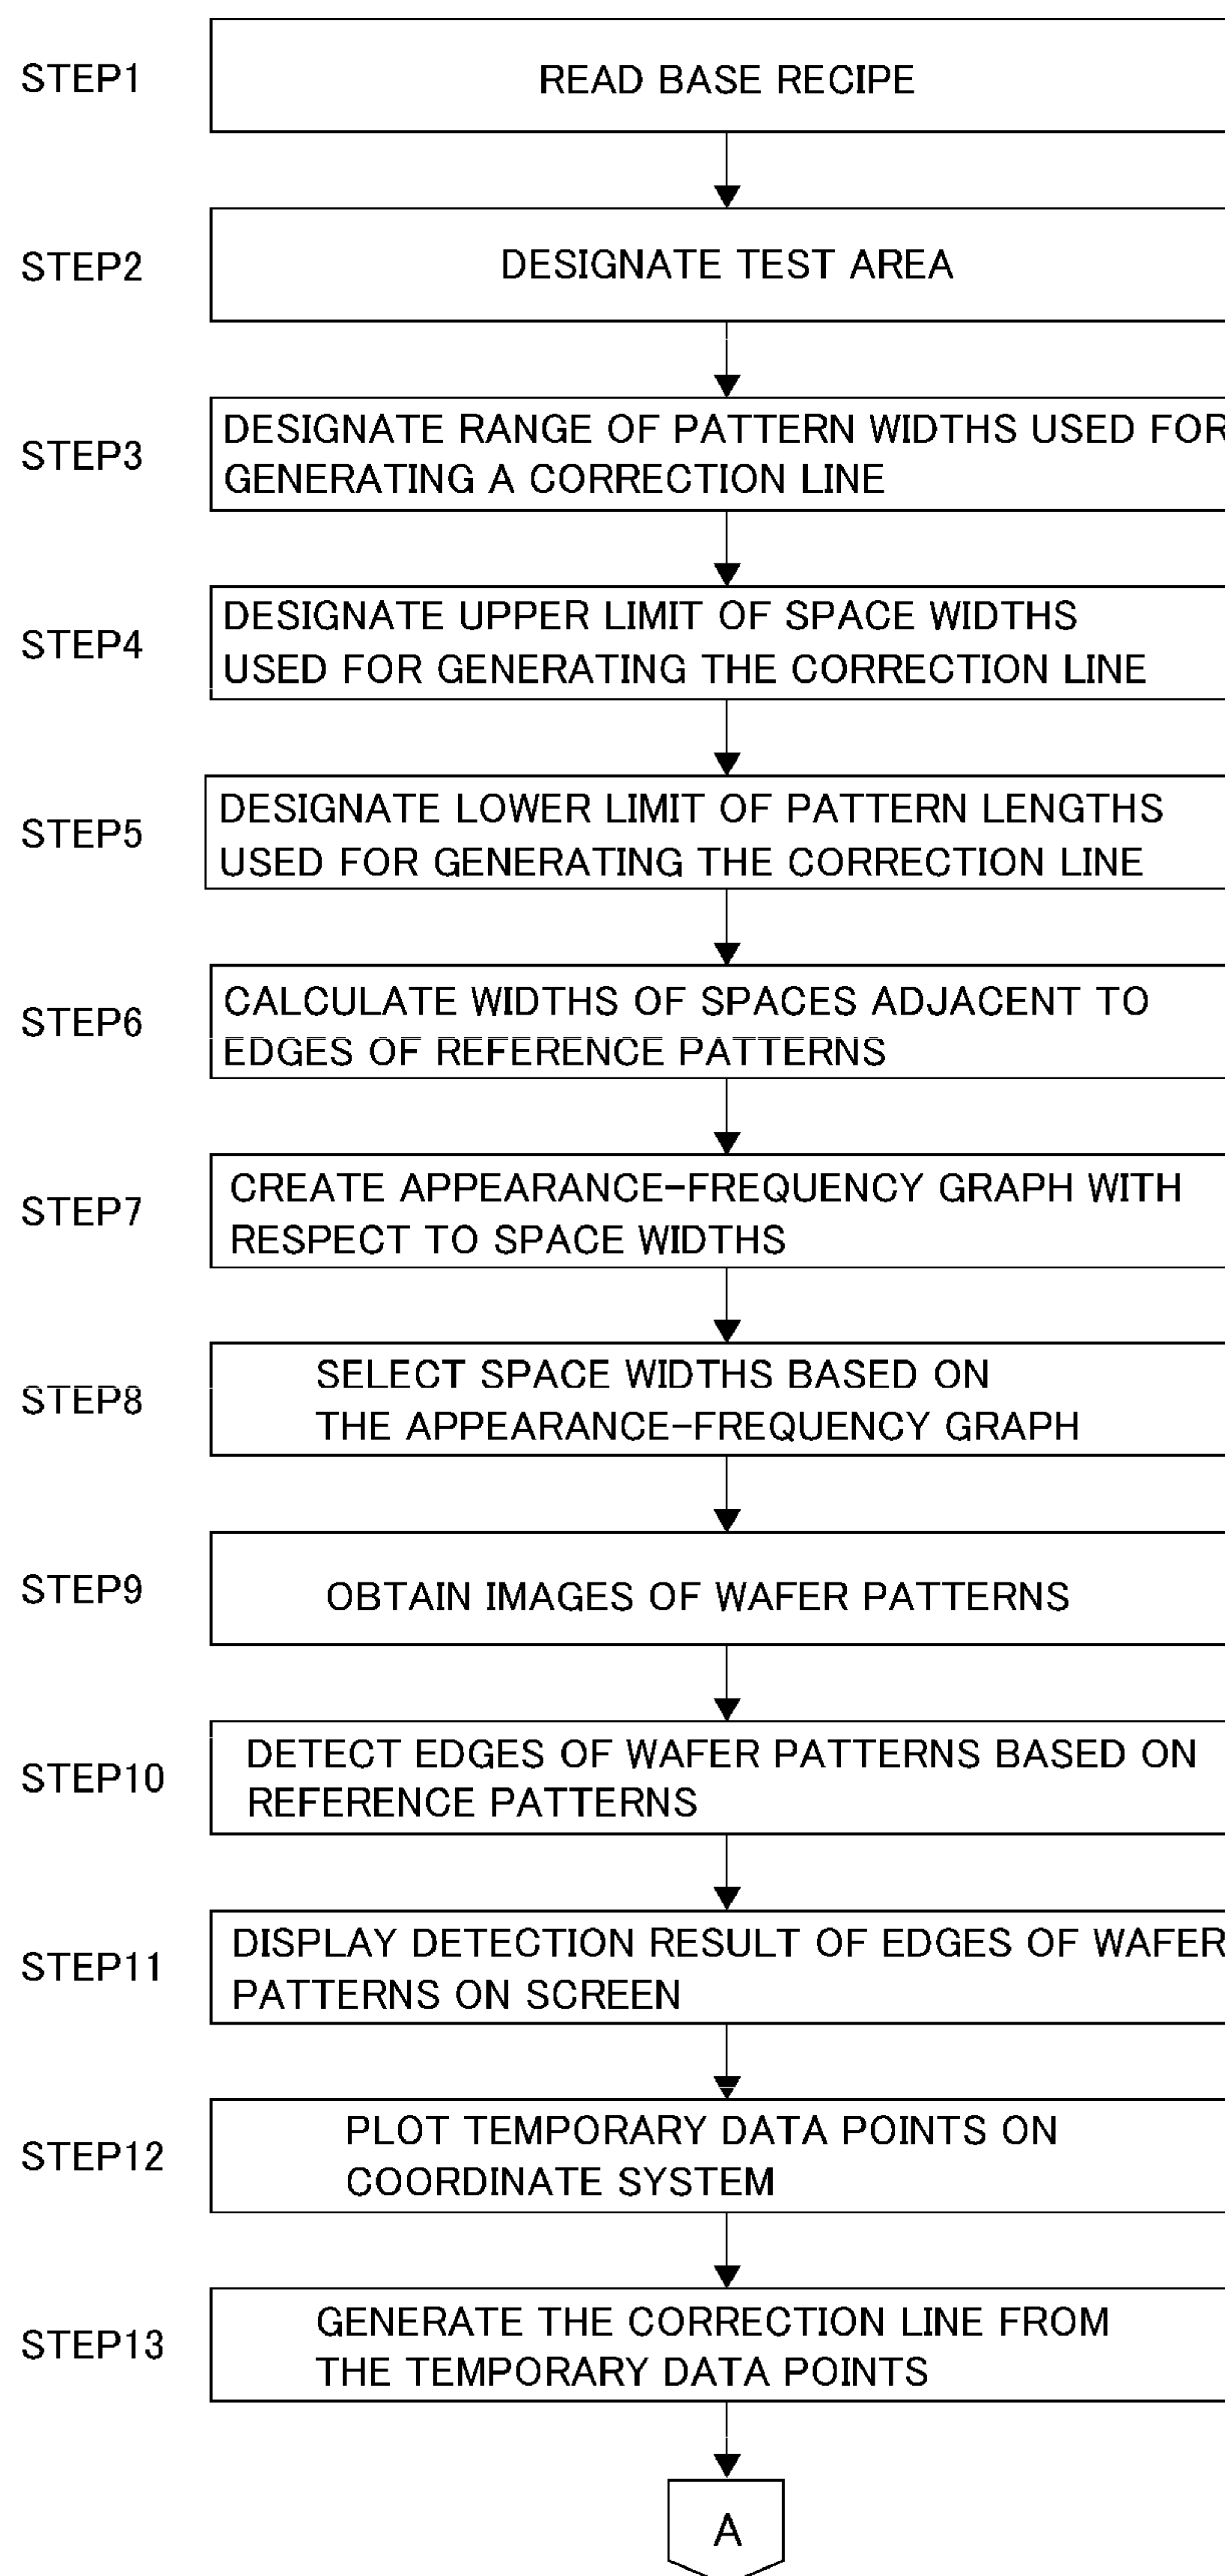 STEP1
READ BASE RECIPE
STEP2
DESIGNATE TEST AREA
STEP3
DESIGNATE RANGE OF PATTERN WIDTHS USED FOR
GENERATING A CORRECTION LINE
STEP4
DESIGNATE UPPER LIMIT OF SPACE WIDTHS
USED FOR GENERATING THE CORRECTION LINE
STEP5
DESIGNATE LOWER LIMIT OF PATTERN LENGTHS
USED FOR GENERATING THE CORRECTION LINE
STEP6
CALCULATE WIDTHS OF SPACES ADJACENT TO
EDGES OF REFERENCE PATTERNS
STEP7
CREATE APPEARANCE-FREQUENCY GRAPH WITH
RESPECT TO SPACE WIDTHS
STEP8
SELECT SPACE WIDTHS BASED ON
THE APPEARANCE-FREQUENCY GRAPH
STEP9
OBTAIN IMAGES OF WAFER PATTERNS
STEP10
DETECT EDGES OF WAFER PATTERNS BASED ON
REFERENCE PATTERNS
STEP11
DISPLAY DETECTION RESULT OF EDGES OF WAFER
PATTERNS ON SCREEN
STEP12
PLOT TEMPORARY DATA POINTS ON
COORDINATE SYSTEM
STEP13
GENERATE THE CORRECTION LINE FROM
THE TEMPORARY DATA POINTS
A